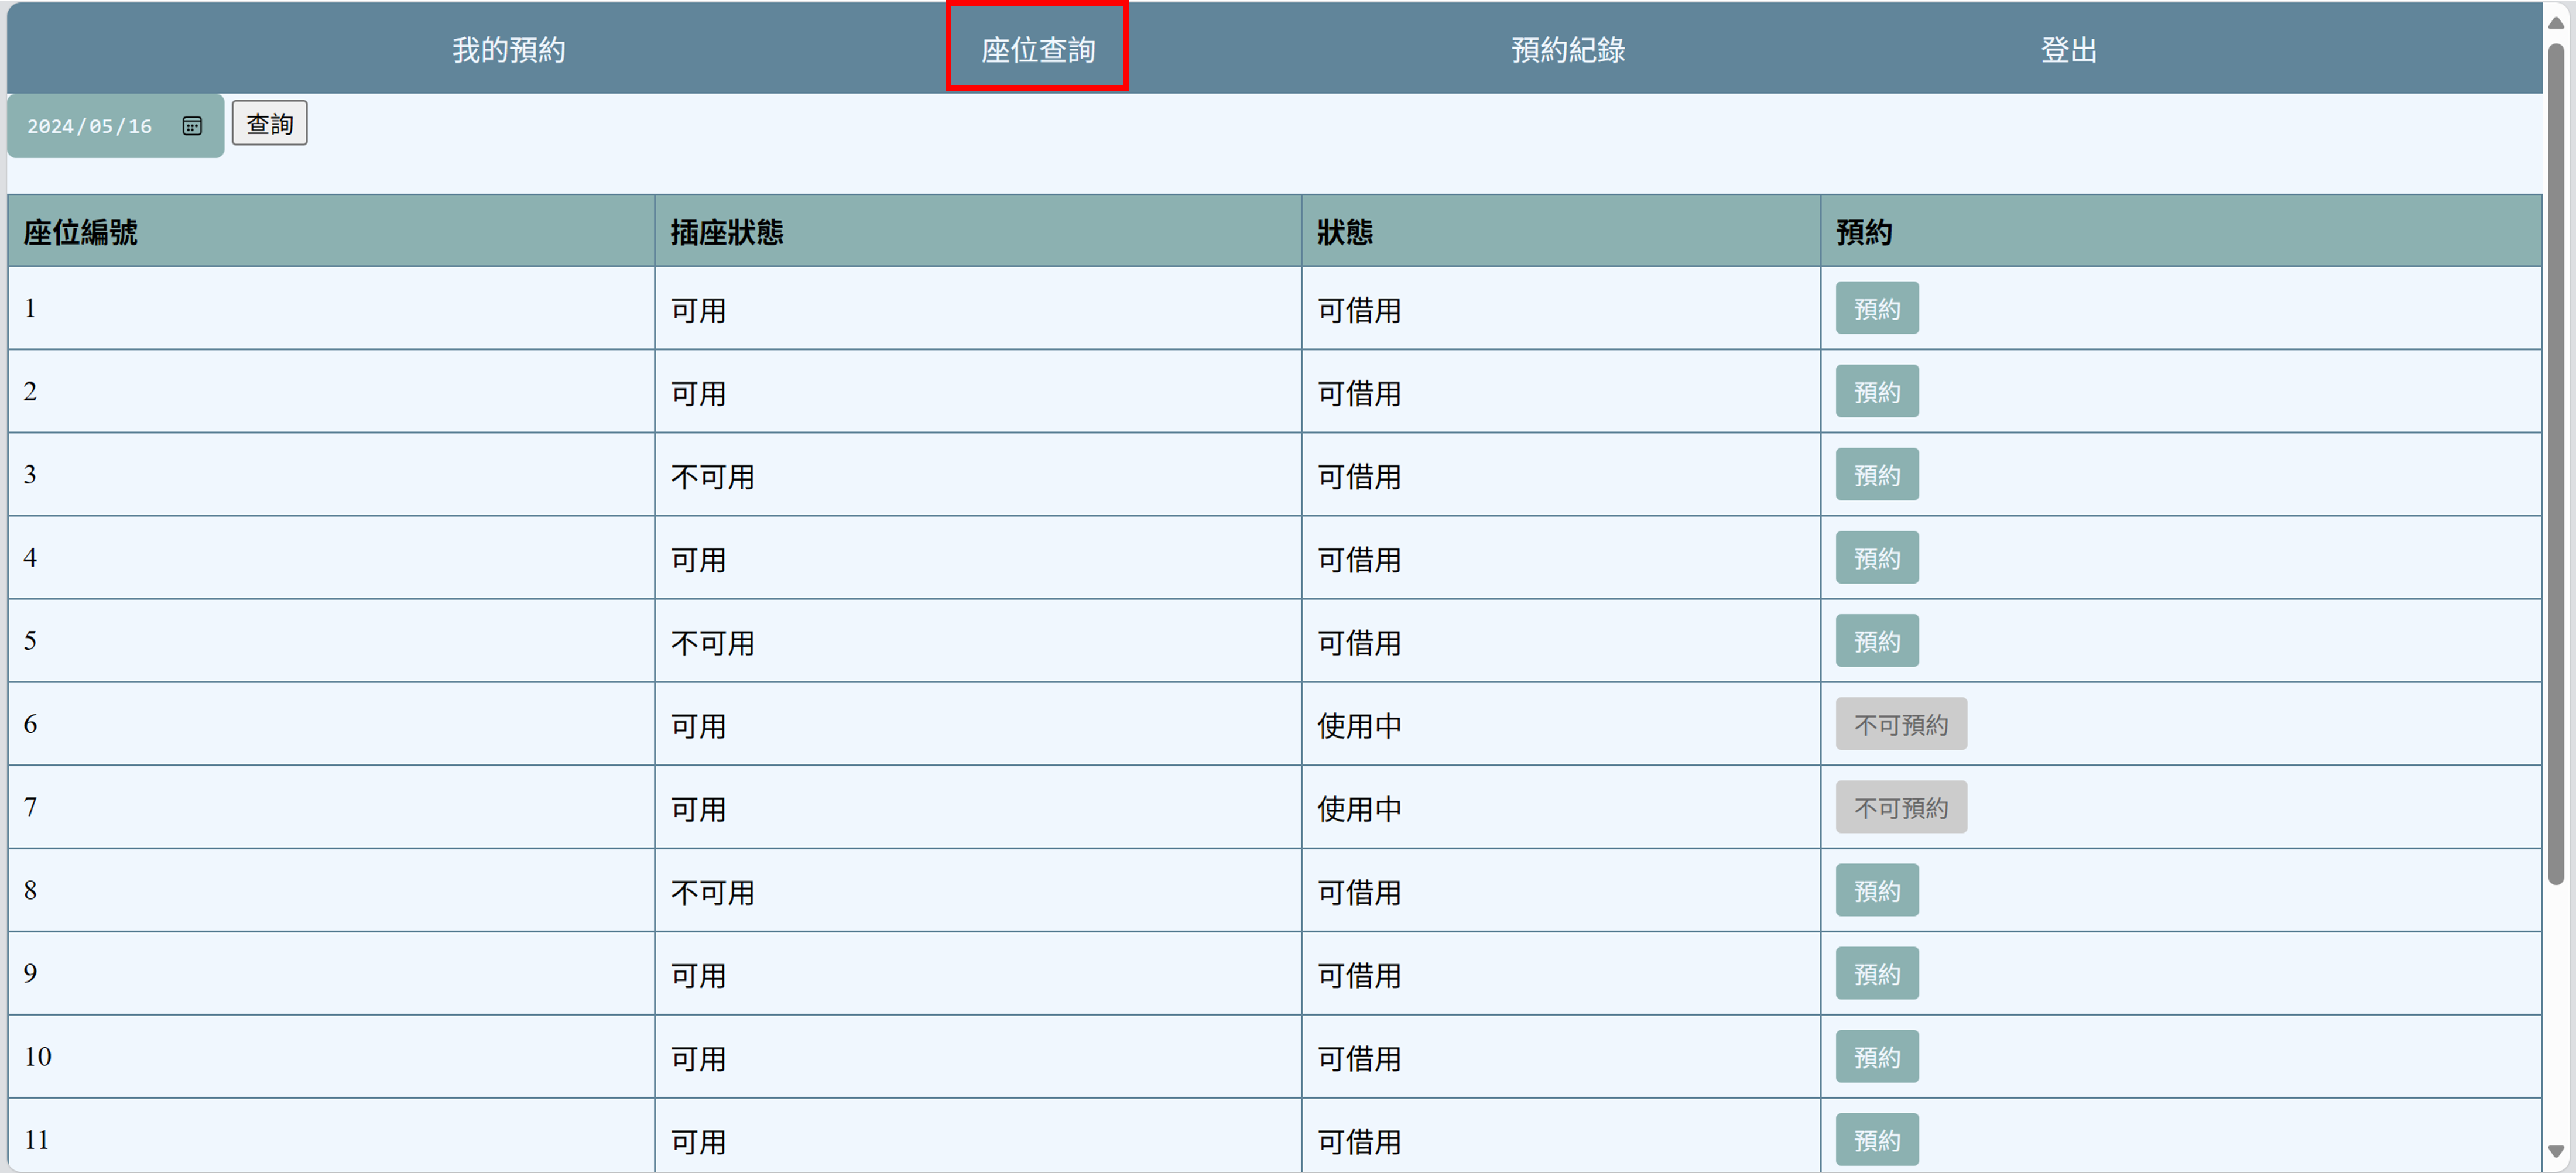 我的預約 座位查詢 預約紀錄 登出
2024/05/16 查詢
座位編號 插座狀態 狀態 預約
1 可用 可借用 預約
2 可用 可借用 預約
3 不可用 可借用 預約
4 可用 可借用 預約
5 不可用 可借用 預約
6 可用 使用中 不可預約
7 可用 使用中 不可預約
8 不可用 可借用 預約
9 可用 可借用 預約
10 可用 可借用 預約
11 可用 可借用 預約